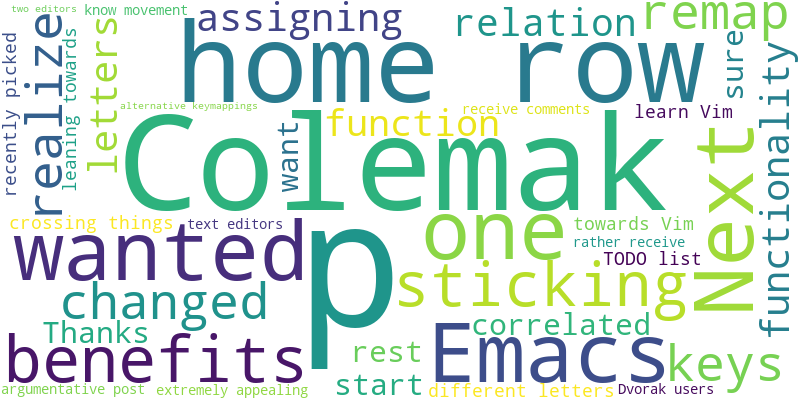 two editors
know movement
assigning
relation
remap
recently picked
realize
leaning towards
letters
home row
sure
functionality
alternative keymappings
receive comments
learn Vim
function
want
Colemak
Next
crossing things
text editors
wanted
p
one
towards Vim
rather receive
TODO list
sticking
changed
Thanks
correlated
Emacs
benefits
rest
keys
start
argumentative post
extremely appealing
different letters
Dvorak users